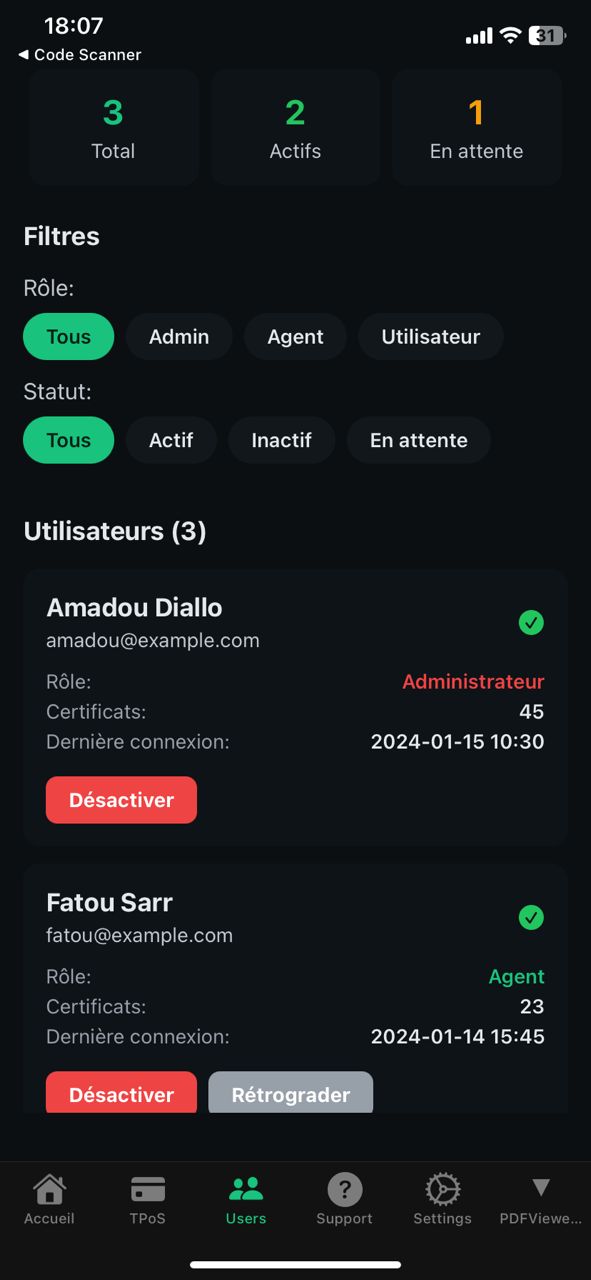 18:07
31
◀ Code Scanner
3
2
1
Total
Actifs
En attente
Filtres
Rôle:
Tous
Admin
Agent
Utilisateur
Statut:
Tous
Actif
Inactif
En attente
Utilisateurs (3)
Amadou Diallo
amadou@example.com
Rôle: Administrateur
Certificats: 45
Dernière connexion: 2024-01-15 10:30
Désactiver
Fatou Sarr
fatou@example.com
Rôle: Agent
Certificats: 23
Dernière connexion: 2024-01-14 15:45
Désactiver
Rétrograder
Accueil
TPoS
Users
Support
Settings
PDFViewe...